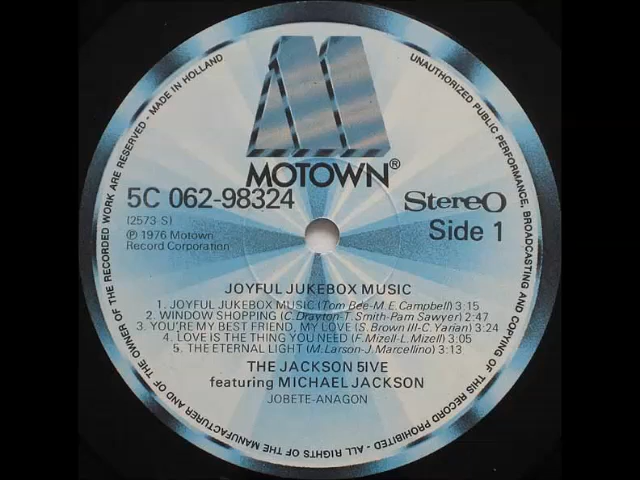 MOTOWN®
5C 062-98324
(2573 S)
℗ 1976 Motown
Record Corporation
Stereo
Side 1
JOYFUL JUKEBOX MUSIC
1. JOYFUL JUKEBOX MUSIC (Tom Bee-M.E. Campbell) 3:15
2. WINDOW SHOPPING (C. Drayton-T. Smith-Pam Sawyer) 2:47
3. YOU'RE MY BEST FRIEND, MY LOVE (S. Brown III-C. Yarian) 3:24
4. LOVE IS THE THING YOU NEED (F. Mizell-L. Mizell) 3:05
5. THE ETERNAL LIGHT (M. Larson-J. Marcellino) 3:13
THE JACKSON 5IVE
featuring MICHAEL JACKSON
JOBETE-ANAGON
UNAUTHORIZED PUBLIC PERFORMANCE, BROADCASTING AND COPYING OF THIS RECORD PROHIBITED - ALL RIGHTS OF THE MANUFACTURER AND OF THE OWNER OF THE RECORDED WORK ARE RESERVED - MADE IN HOLLAND